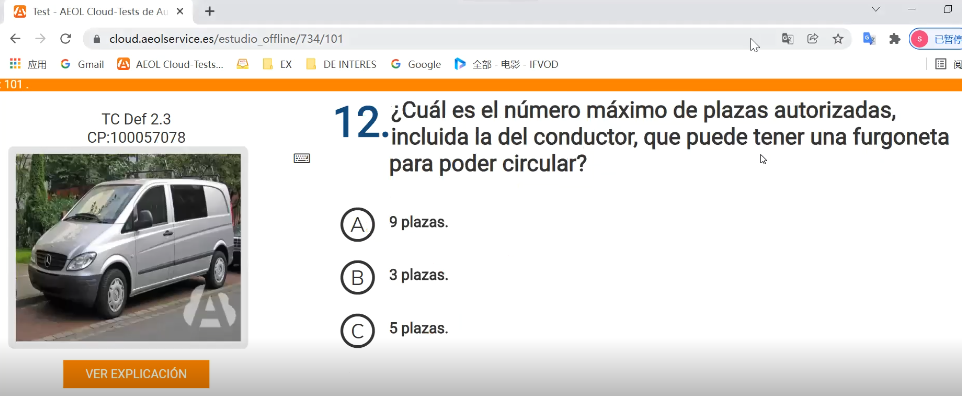 Test - AEOL Cloud-Tests de Au
cloud.aeolservice.es/estudio_offline/734/101
已暂停
应用 Gmail AEOL Cloud-Tests... EX DE INTERES Google 全部 - 电影 - IFVOD 阅
101 .
TC Def 2.3
CP:100057078
12. ¿Cuál es el número máximo de plazas autorizadas,
incluida la del conductor, que puede tener una furgoneta
para poder circular?
A 9 plazas.
B 3 plazas.
C 5 plazas.
VER EXPLICACIÓN